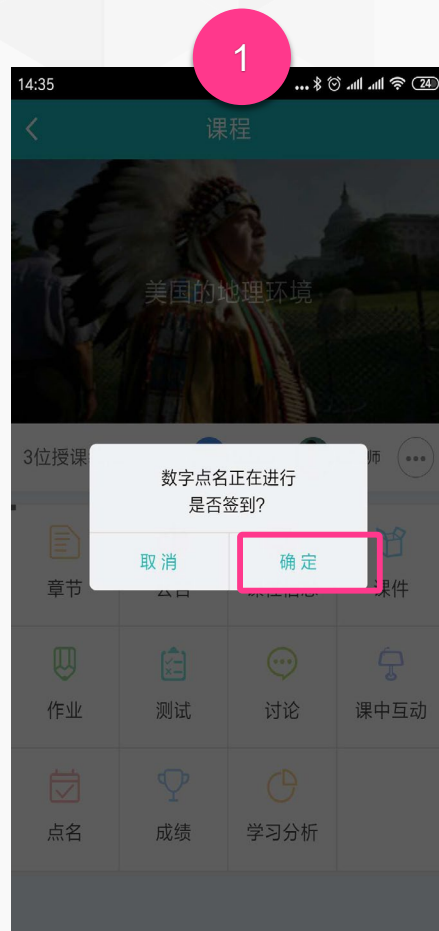 1
14:35
24
课程
美国的地理环境
3位授课
师
数字点名正在进行
是否签到?
取消
确定
章节
公告
课程信息
课件
作业
测试
讨论
课中互动
点名
成绩
学习分析